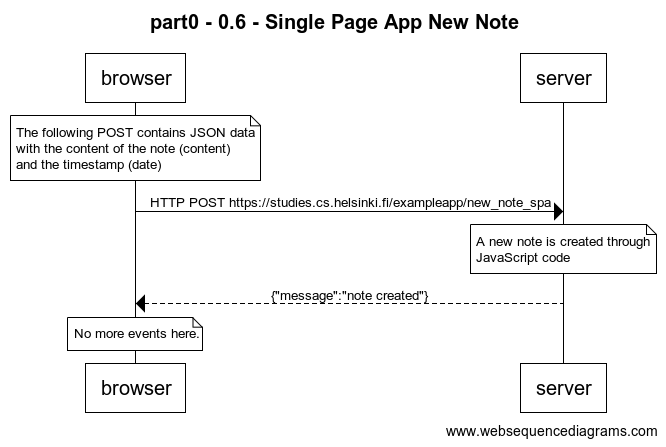 part0 - 0.6 - Single Page App New Note
browser
server
The following POST contains JSON data
with the content of the note (content)
and the timestamp (date)
HTTP POST https://studies.cs.helsinki.fi/exampleapp/new_note_spa
A new note is created through
JavaScript code
{"message":"note created"}
No more events here.
browser
server
www.websequencediagrams.com